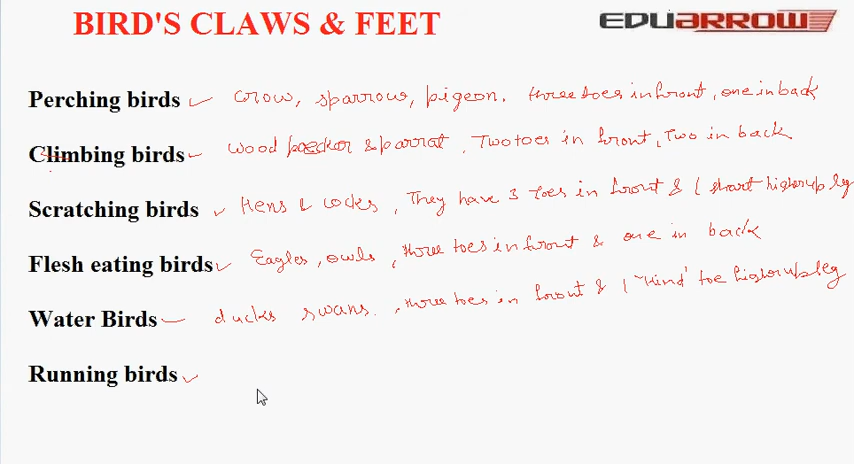 BIRD'S CLAWS & FEET
EDUARROW
Perching birds crow, sparrow, pigeon. three toes in front, one in back
Climbing birds wood pecker & parrot, Two toes in front, Two in back
Scratching birds Hens & cocks, They have 3 toes in front & 1 short higher up leg
Flesh eating birds Eagles, owls, three toes in front & one in back
Water Birds ducks swans., three toes in front & 1 'Hind' toe higher up leg
Running birds